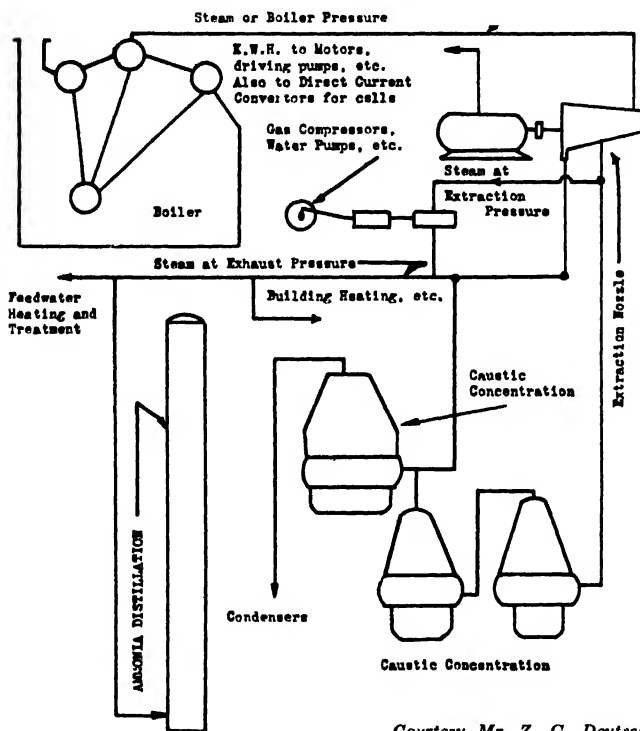 Steam or Boiler Pressure
K.W.H. to Motors,
driving pumps, etc.
Also to Direct Current
Convertors for cells
Gas Compressors,
Water Pumps, etc.
Boiler
Steam at
Extraction
Pressure
Steam at Exhaust Pressure
Feedwater
Heating and
Treatment
Building Heating, etc.
Extraction Nozzle
Caustic
Concentration
AMMONIA DISTILLATION
Condensers
Caustic Concentration
Courtesy Mr. Z. G.